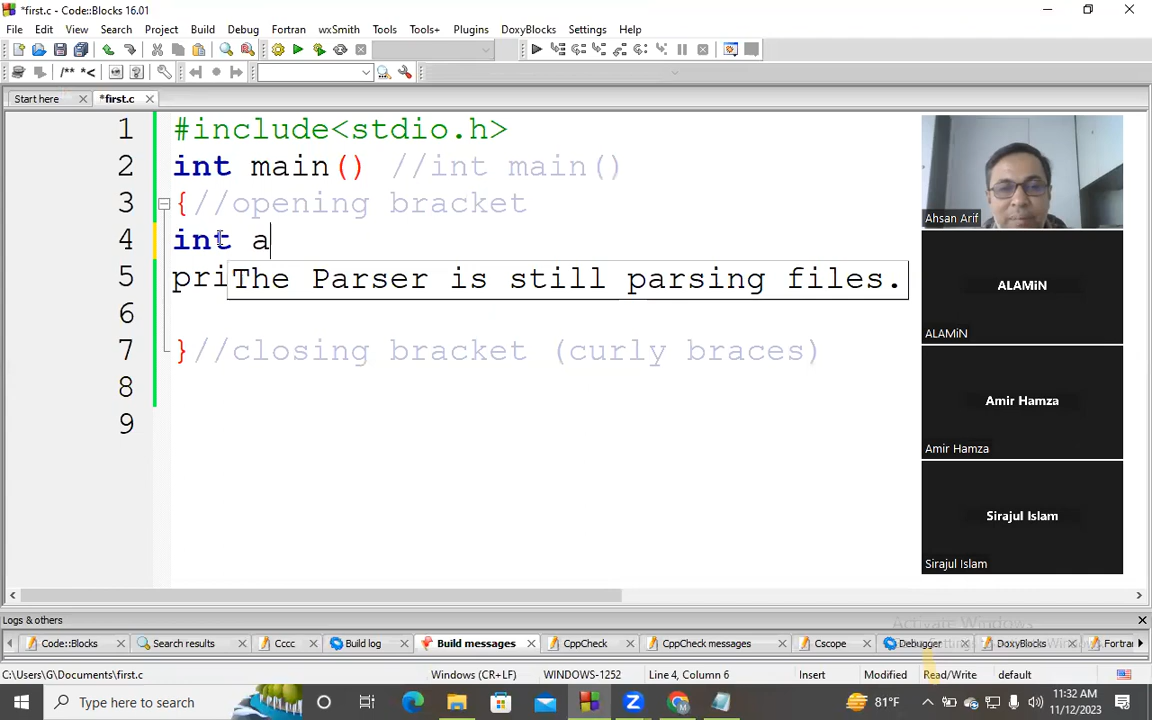 *first.c - Code::Blocks 16.01
File Edit View Search Project Build Debug Fortran wxSmith Tools Tools+ Plugins DoxyBlocks Settings Help
/** *<
Start here *first.c
1 #include<stdio.h>
2 int main() //int main()
3 {//opening bracket
4 int a
5 pri
The Parser is still parsing files.
6
7 }//closing bracket (curly braces)
8
9
Ahsan Arif
ALAMiN
ALAMiN
Amir Hamza
Amir Hamza
Sirajul Islam
Sirajul Islam
Logs & others
Code::Blocks Search results Cccc Build log Build messages CppCheck CppCheck messages Cscope Debugger DoxyBlocks Fortra
Activate Windows
C:\Users\G\Documents\first.c Windows (CR+LF) WINDOWS-1252 Line 4, Column 6 Insert Modified Read/Write default
Type here to search
81°F
11:32 AM
11/12/2023